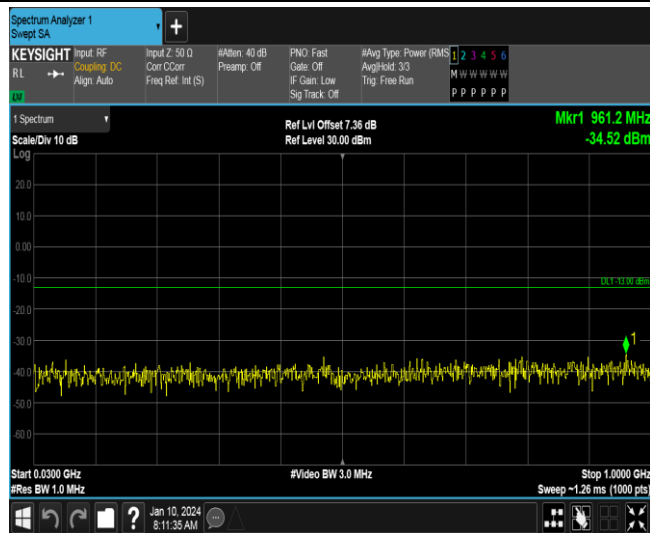 Spectrum Analyzer 1
Swept SA
+
KEYSIGHT
RL
Input: RF
Coupling: DC
Align: Auto
Input Z: 50 Ω
Corr CCorr
Freq Ref: Int (S)
#Atten: 40 dB
Preamp: Off
PNO: Fast
Gate: Off
IF Gain: Low
Sig Track: Off
#Avg Type: Power (RMS
Avg|Hold: 3/3
Trig: Free Run
1 2 3 4 5 6
M W W W W W
P P P P P P
1 Spectrum
Scale/Div 10 dB
Log
Ref Lvl Offset 7.36 dB
Ref Level 30.00 dBm
Mkr1 961.2 MHz
-34.52 dBm
20.0
10.0
0.00
-10.0
DL1 -13.00 dBm
-20.0
-30.0
1
-40.0
-50.0
-60.0
Start 0.0300 GHz
#Res BW 1.0 MHz
#Video BW 3.0 MHz
Stop 1.0000 GHz
Sweep ~1.26 ms (1000 pts)
?
Jan 10, 2024
8:11:35 AM